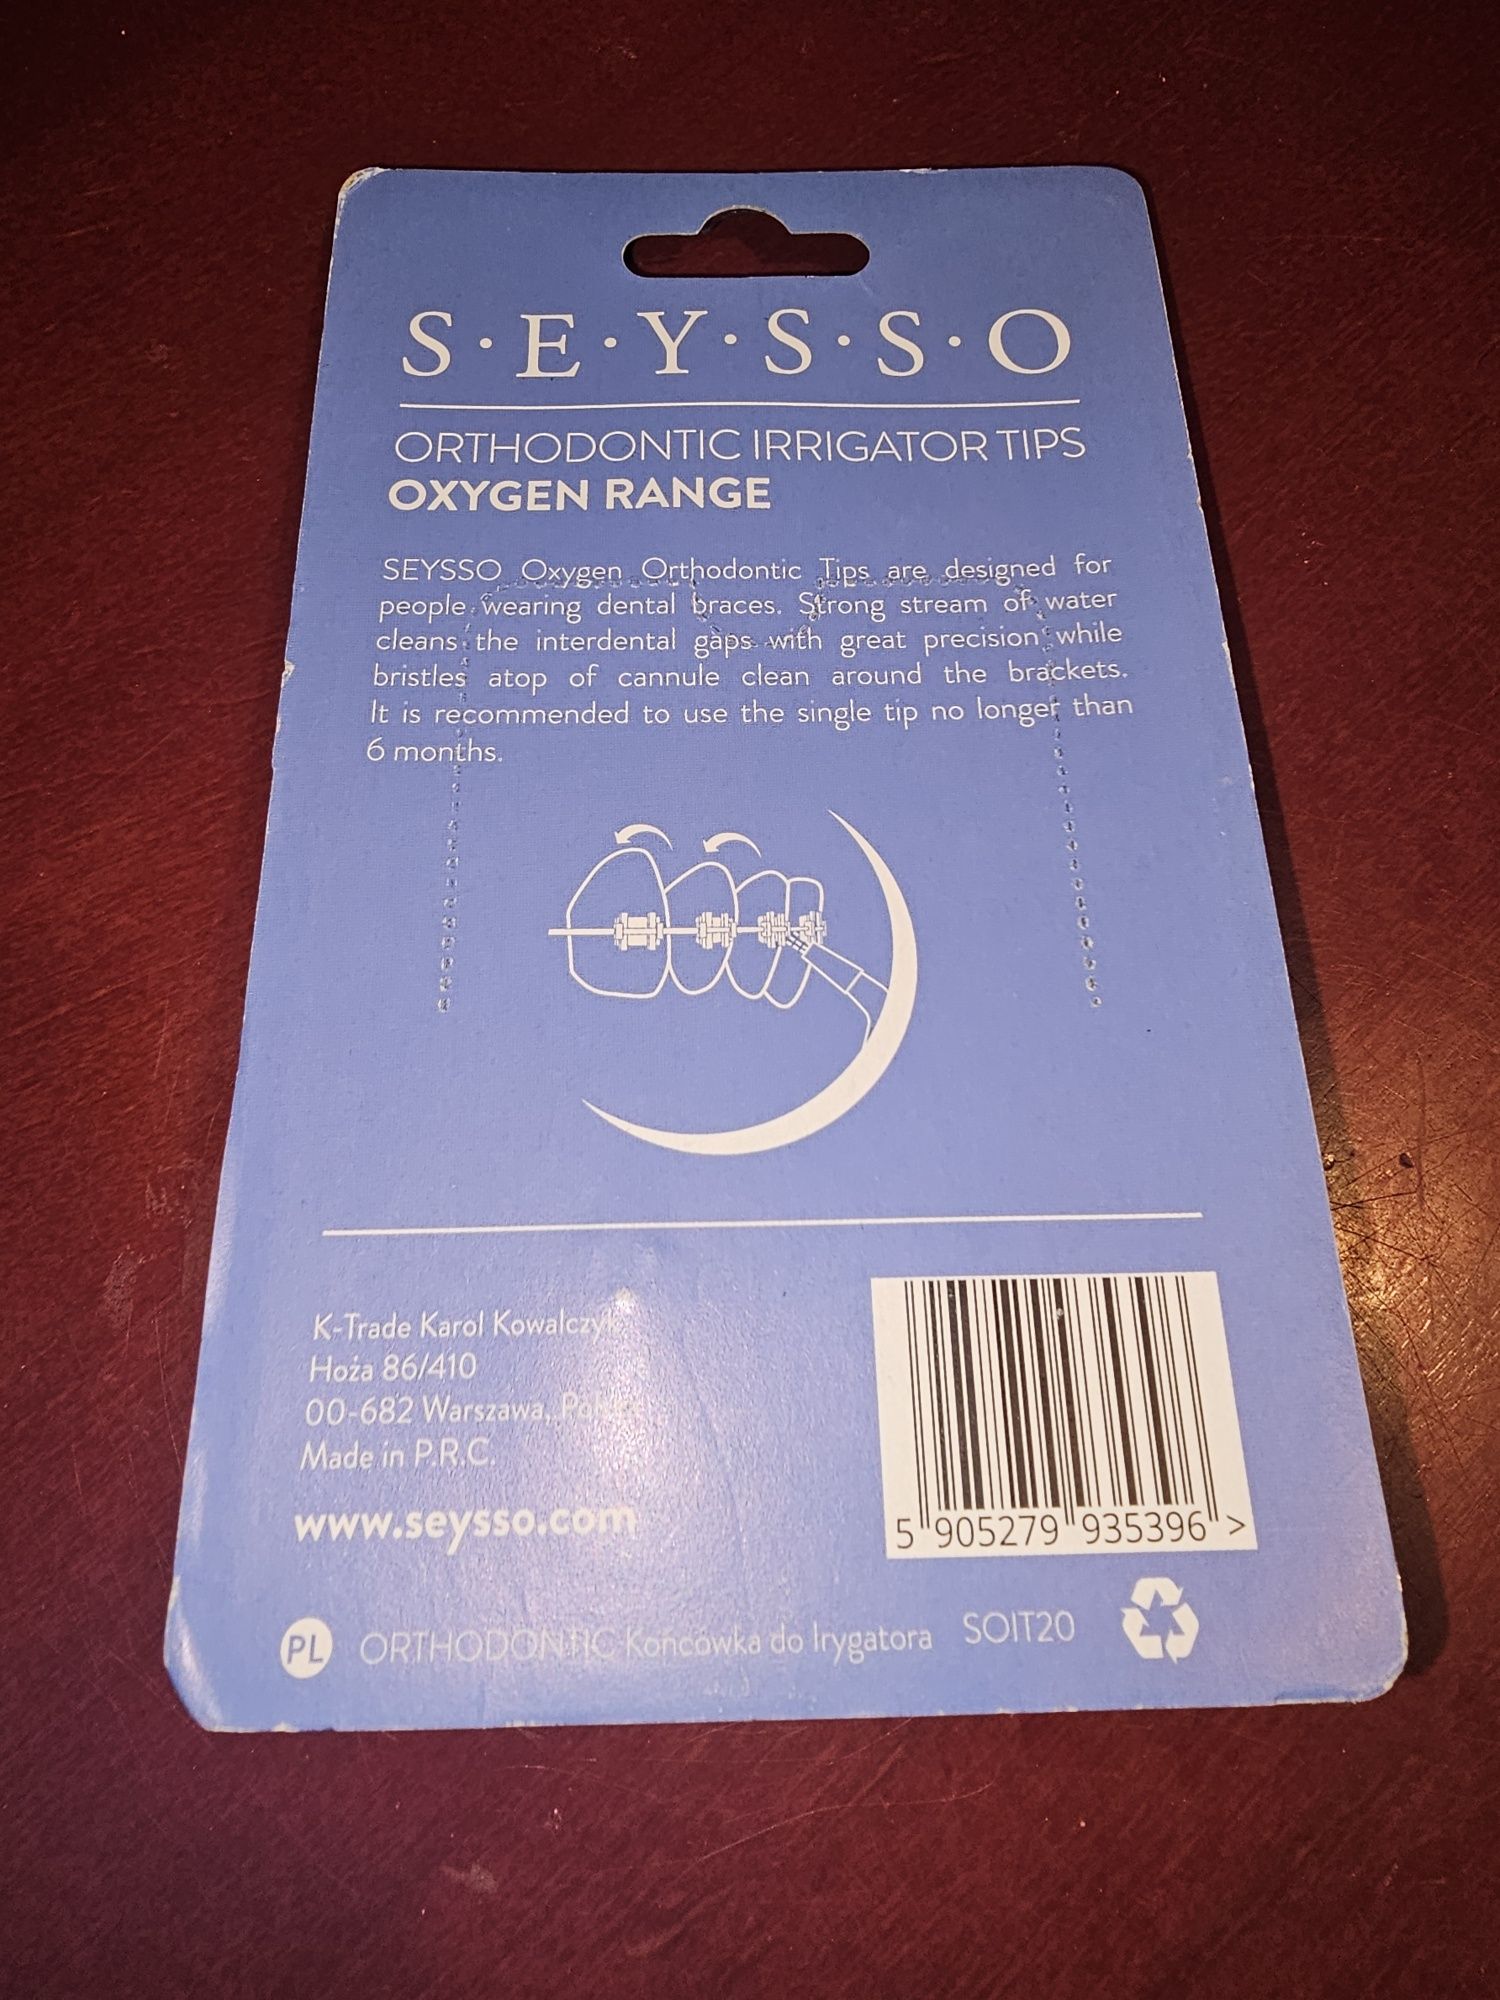 S·E·Y·S·S·O
ORTHODONTIC IRRIGATOR TIPS
OXYGEN RANGE
SEYSSO Oxygen Orthodontic Tips are designed for
people wearing dental braces. Strong stream of water
cleans the interdental gaps with great precision while
bristles atop of cannule clean around the brackets.
It is recommended to use the single tip no longer than
6 months.
K-Trade Karol Kowalczyk
Hoża 86/410
00-682 Warszawa, Polska
Made in P.R.C.
www.seysso.com
5 905279 935396 >
PL ORTHODONTIC Końcówka do Irygatora SOIT20